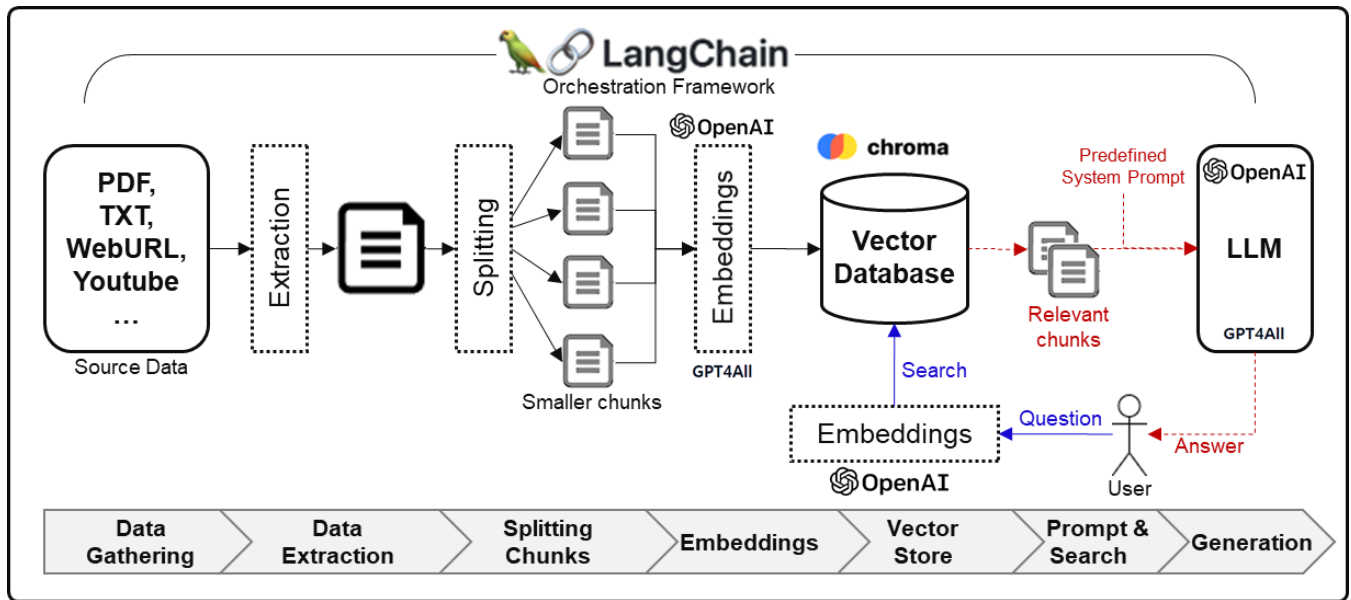 LangChain
Orchestration Framework
PDF,
TXT,
WebURL,
Youtube
...
Source Data
Extraction
Splitting
Smaller chunks
OpenAI
Embeddings
GPT4All
chroma
Vector
Database
Predefined
System Prompt
Relevant
chunks
OpenAI
LLM
GPT4All
Search
Embeddings
OpenAI
Question
User
Answer
Data
Gathering
Data
Extraction
Splitting
Chunks
Embeddings
Vector
Store
Prompt &
Search
Generation